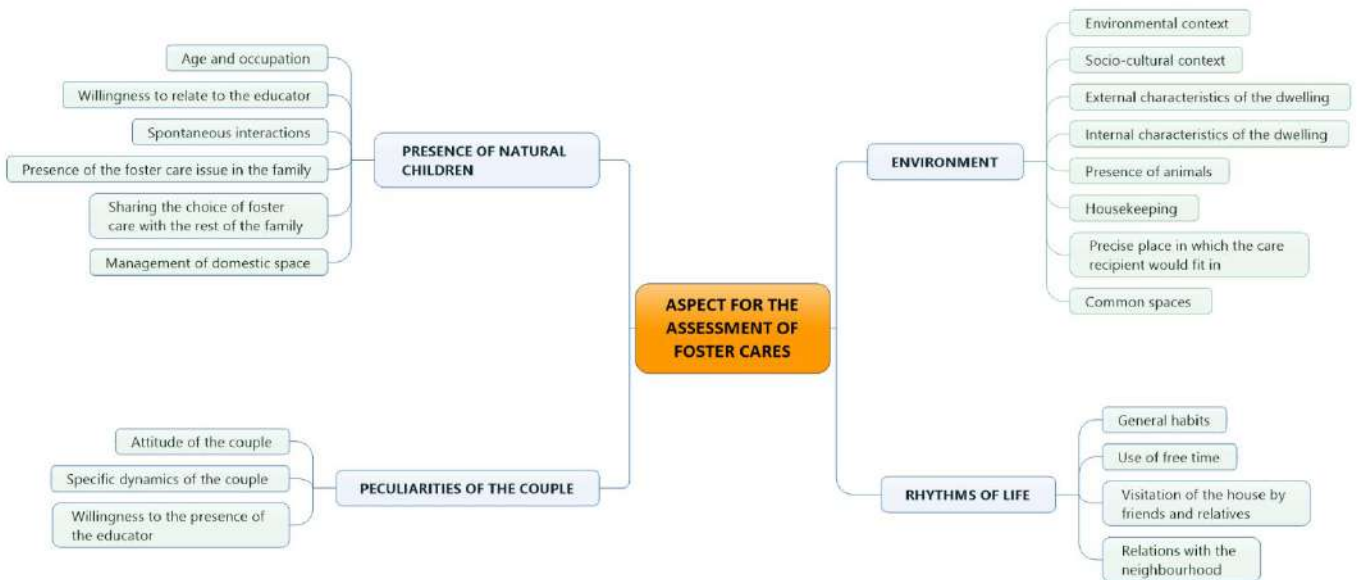 ASPECT FOR THE
ASSESSMENT OF
FOSTER CARES
PRESENCE OF NATURAL
CHILDREN
Age and occupation
Willingness to relate to the educator
Spontaneous interactions
Presence of the foster care issue in the family
Sharing the choice of foster
care with the rest of the family
Management of domestic space
PECULIARITIES OF THE COUPLE
Attitude of the couple
Specific dynamics of the couple
Willingness to the presence of
the educator
ENVIRONMENT
Environmental context
Socio-cultural context
External characteristics of the dwelling
Internal characteristics of the dwelling
Presence of animals
Housekeeping
Precise place in which the care
recipient would fit in
Common spaces
RHYTHMS OF LIFE
General habits
Use of free time
Visitation of the house by
friends and relatives
Relations with the
neighbourhood